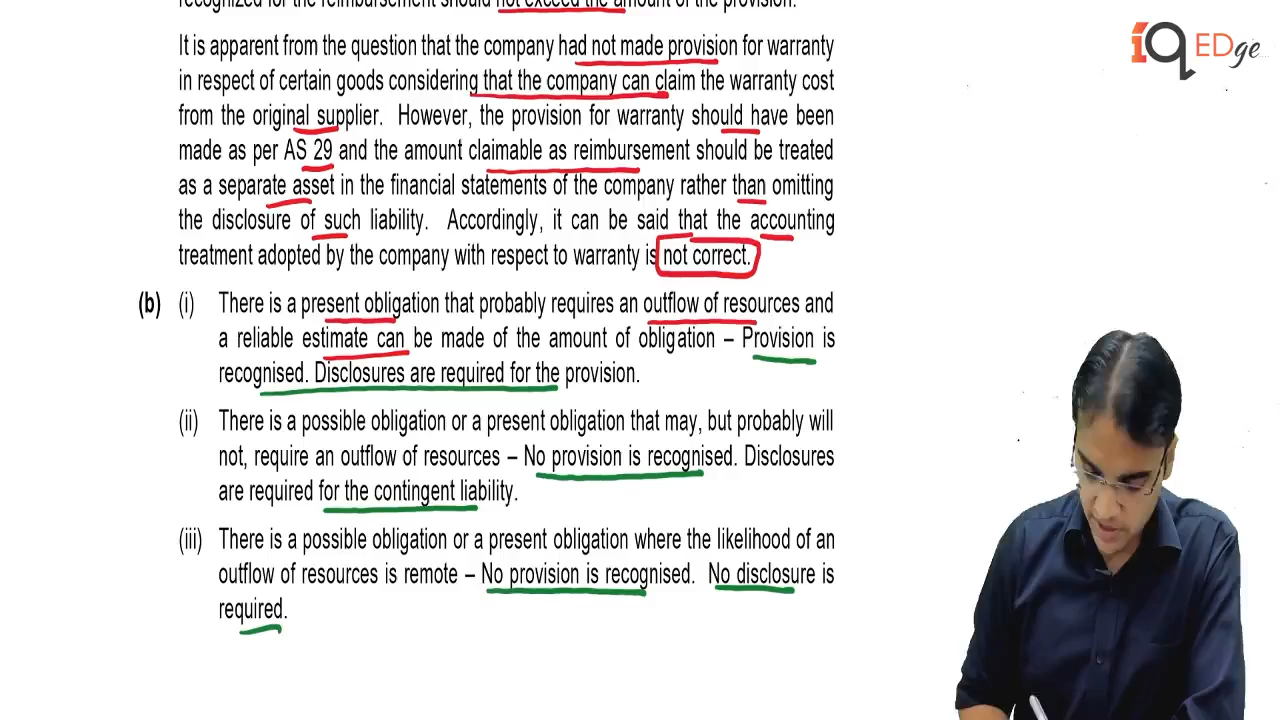 recognized for the reimbursement should not exceed the amount of the provision.
iQ EDge
It is apparent from the question that the company had not made provision for warranty
in respect of certain goods considering that the company can claim the warranty cost
from the original supplier. However, the provision for warranty should have been
made as per AS 29 and the amount claimable as reimbursement should be treated
as a separate asset in the financial statements of the company rather than omitting
the disclosure of such liability. Accordingly, it can be said that the accounting
treatment adopted by the company with respect to warranty is not correct.
(b) (i) There is a present obligation that probably requires an outflow of resources and
a reliable estimate can be made of the amount of obligation – Provision is
recognised. Disclosures are required for the provision.
(ii) There is a possible obligation or a present obligation that may, but probably will
not, require an outflow of resources – No provision is recognised. Disclosures
are required for the contingent liability.
(iii) There is a possible obligation or a present obligation where the likelihood of an
outflow of resources is remote – No provision is recognised. No disclosure is
required.